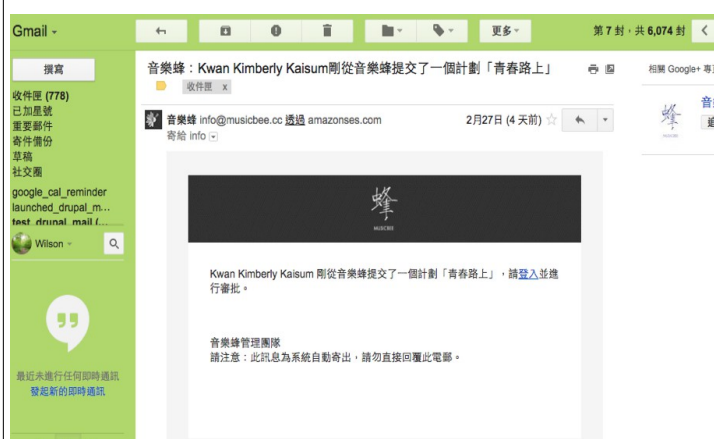 Gmail
更多
第 7 封，共 6,074 封
撰寫
收件匣 (778)
已加星號
重要郵件
寄件備份
草稿
社交圈
google_cal_reminder
launched_drupal_m...
test_drupal_mail (...
Wilson
最近未進行任何即時通訊
發起新的即時通訊
音樂蜂：Kwan Kimberly Kaisum剛從音樂蜂提交了一個計劃「青春路上」
收件匣 x
音樂蜂 info@musicbee.cc 透過 amazonses.com
2月27日 (4 天前)
寄給 info
蜂
MUSICBEE
Kwan Kimberly Kaisum 剛從音樂蜂提交了一個計劃「青春路上」，請登入並進
行審批。
音樂蜂管理團隊
請注意：此訊息為系統自動寄出，請勿直接回覆此電郵。
相關 Google+ 專
蜂
音